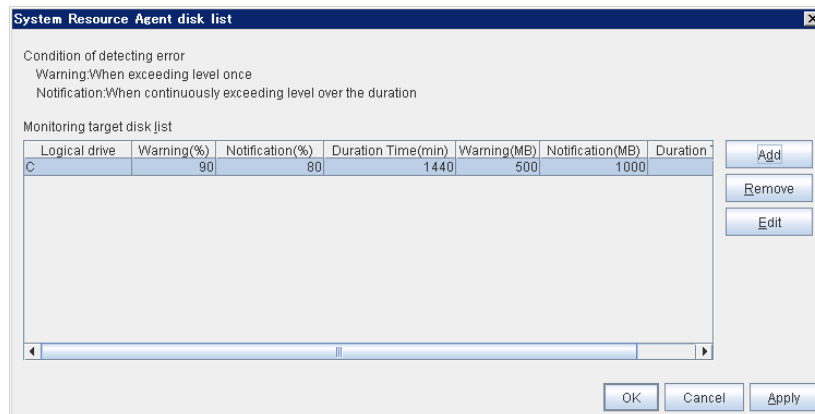 System Resource Agent disk list
Condition of detecting error
Warning:When exceeding level once
Notification:When continuously exceeding level over the duration
Monitoring target disk list
Logical drive Warning(%) Notification(%) Duration Time(min) Warning(MB) Notification(MB) Duration
C 90 80 1440 500 1000
Add
Remove
Edit
OK Cancel Apply